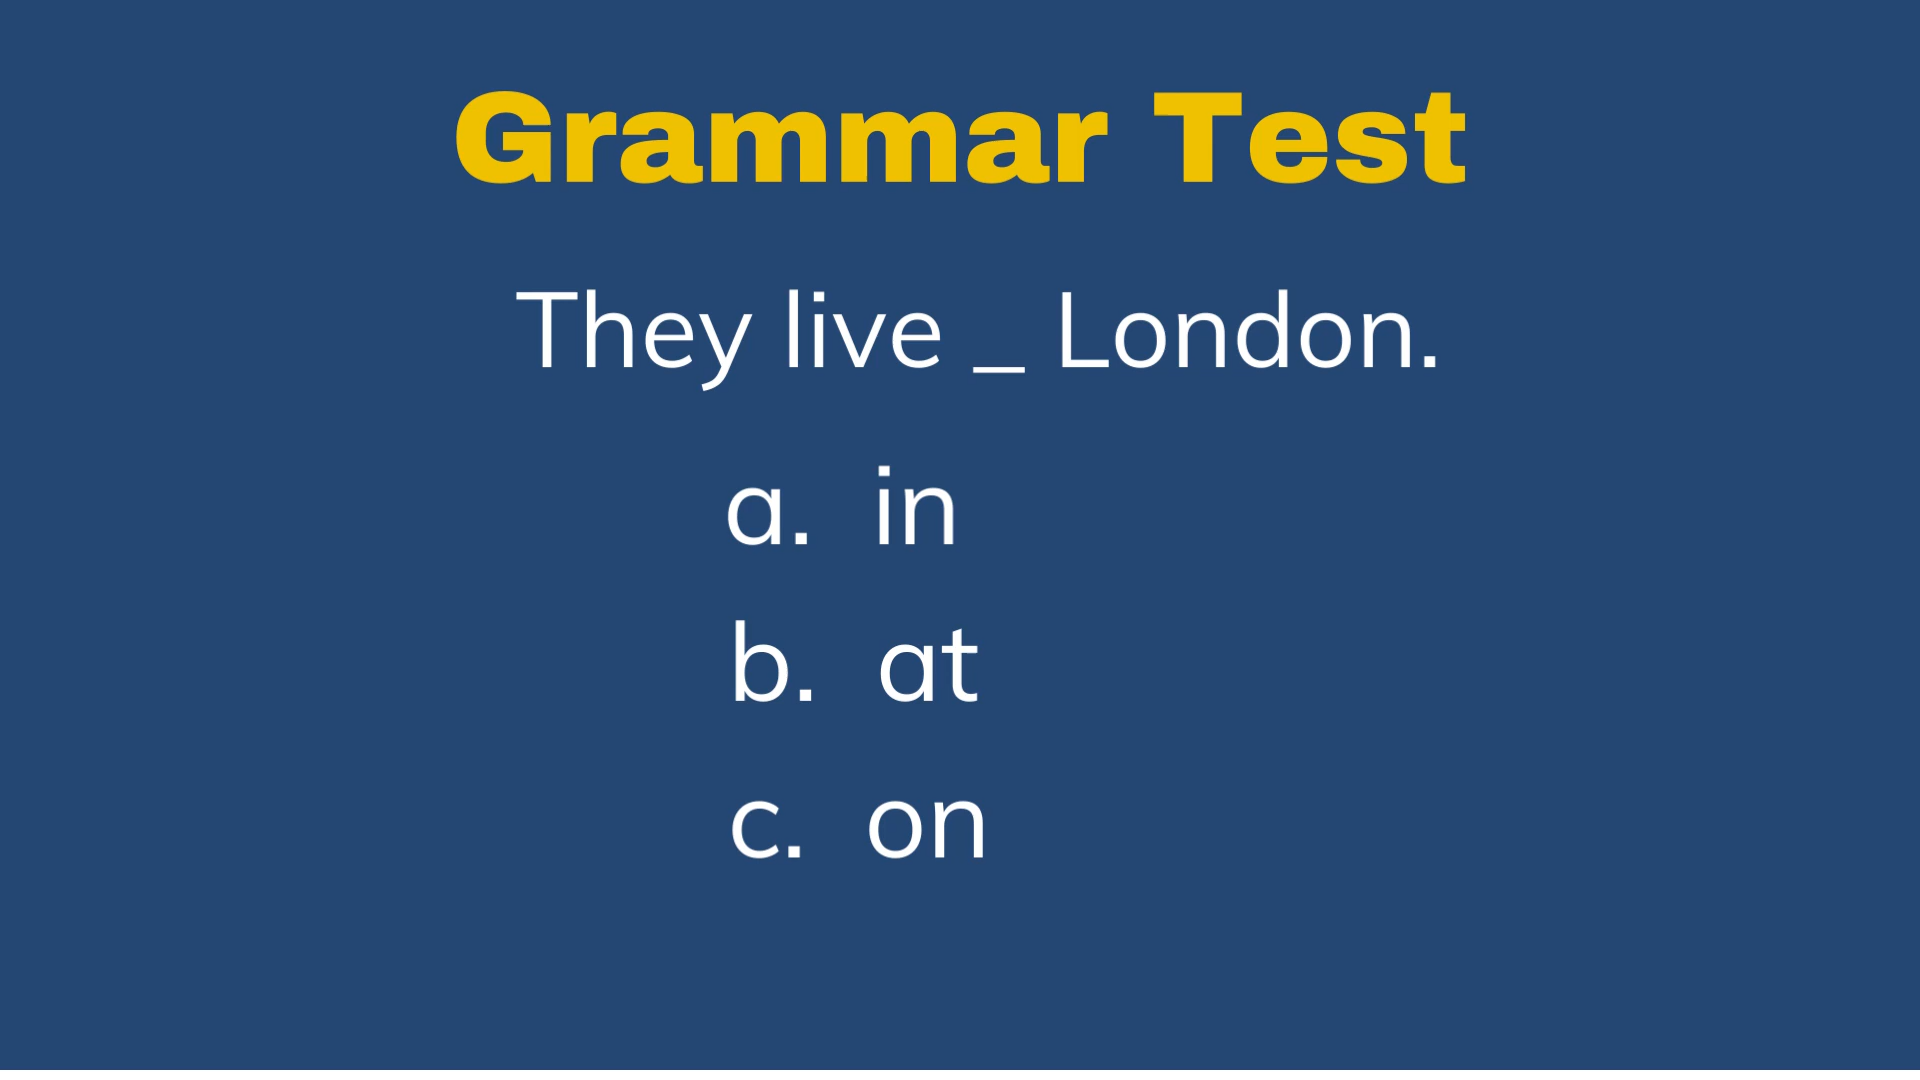 Grammar Test
They live _ London.
a. in
b. at
c. on